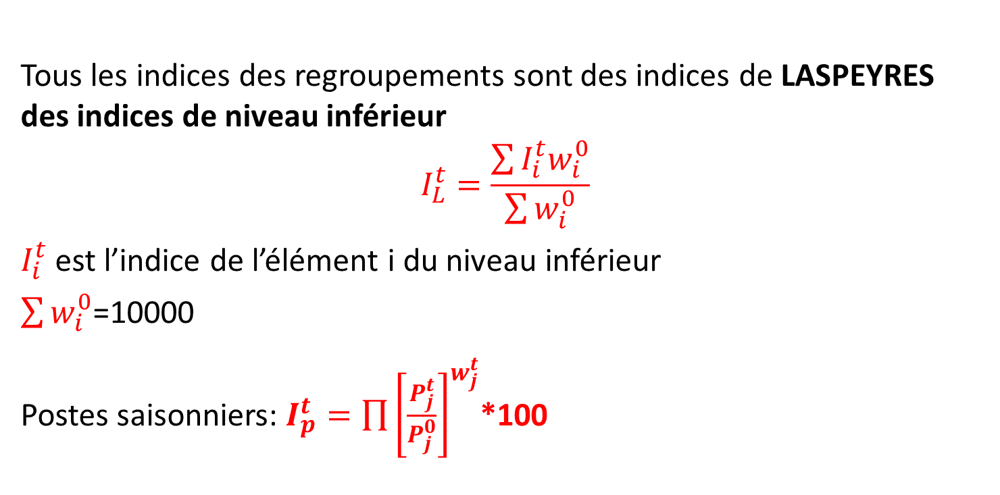 Tous les indices des regroupements sont des indices de LASPEYRES
des indices de niveau inférieur
$I_L^t = \frac{\sum I_i^t w_i^0}{\sum w_i^0}$
$I_i^t$ est l’indice de l’élément i du niveau inférieur
$\sum w_i^0$=10000
Postes saisonniers: $I_p^t = \prod \left[\frac{P_j^t}{P_j^0}\right]^{w_j^t}$*100